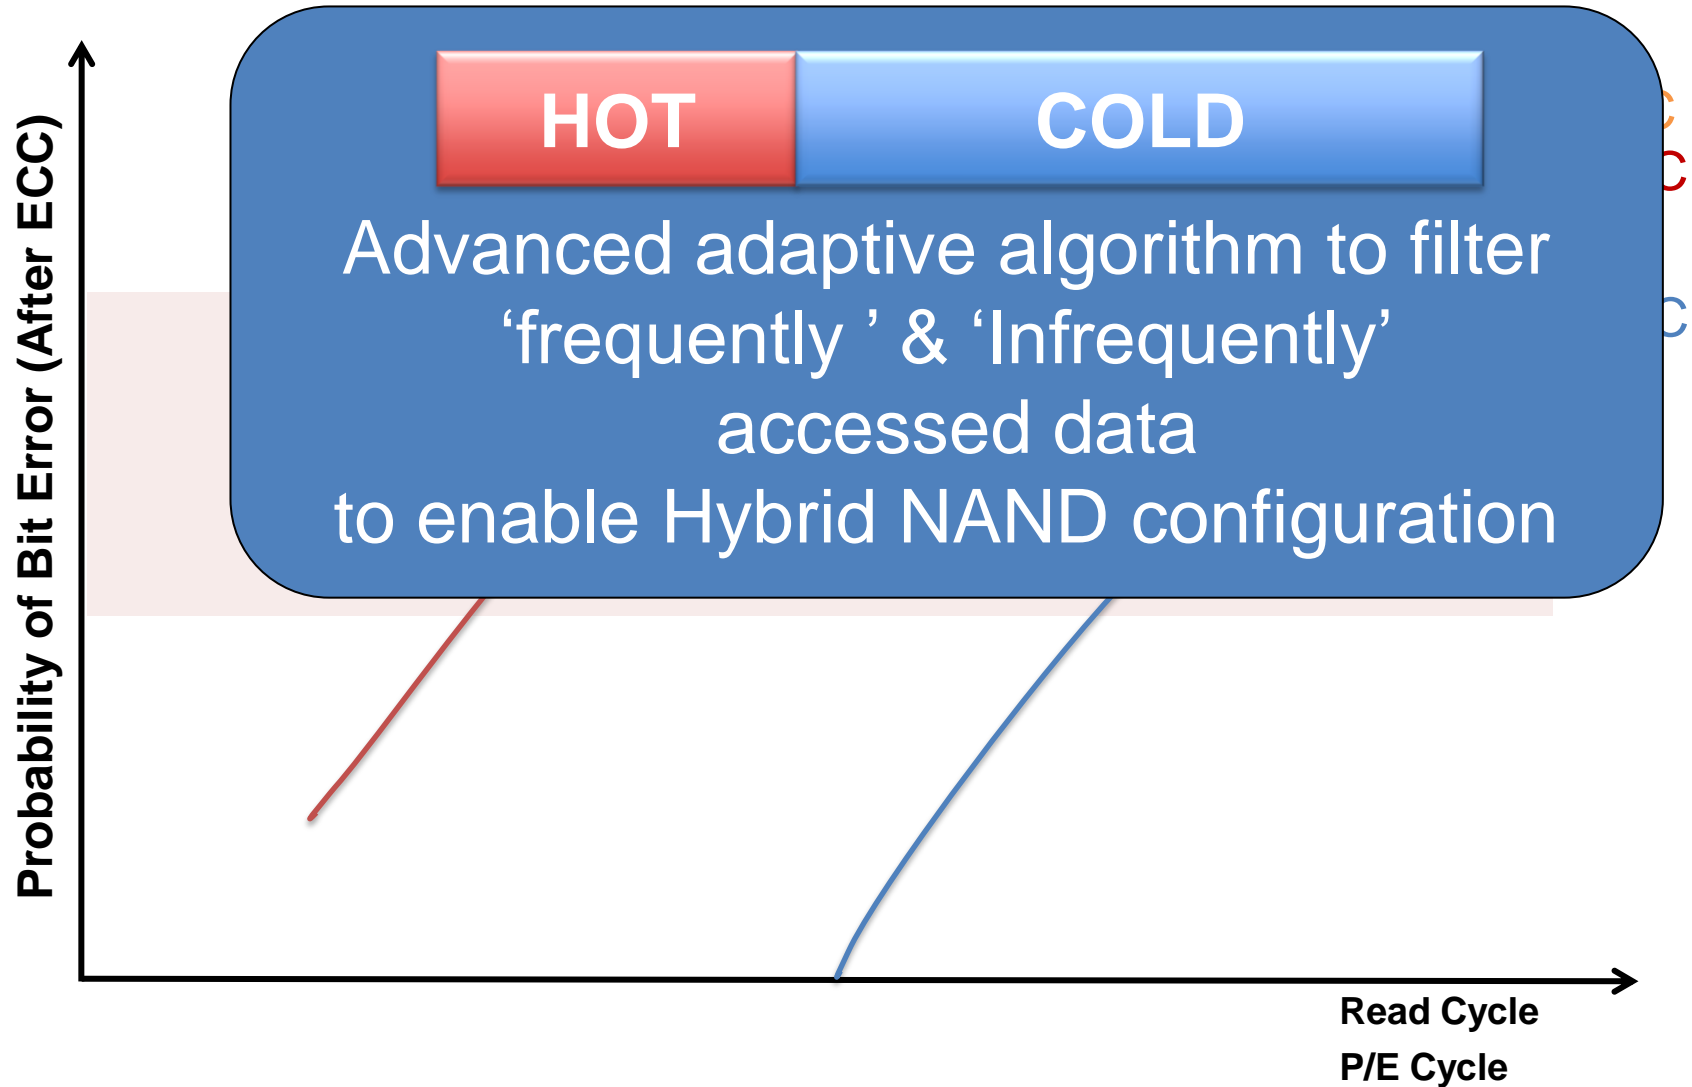 Probability of Bit Error (After ECC)
HOT COLD
Advanced adaptive algorithm to filter
‘frequently ’ & ‘Infrequently’
accessed data
to enable Hybrid NAND configuration
C
C
C
Read Cycle
P/E Cycle